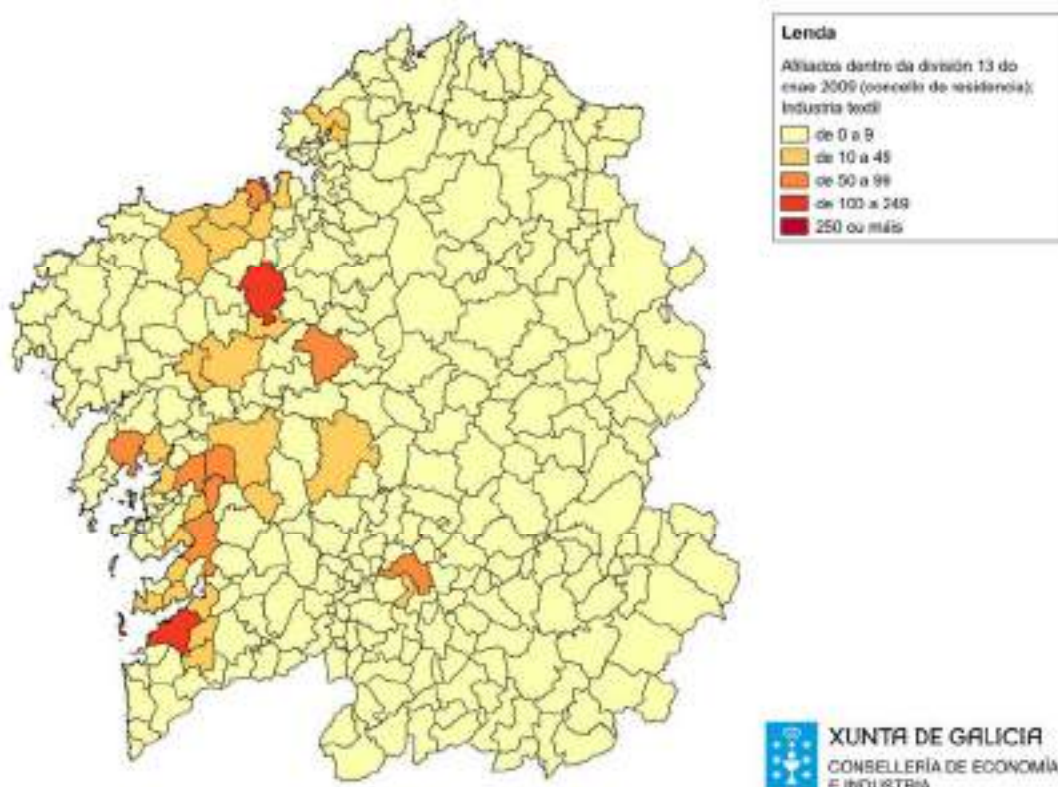 Lenda
Afiliados dentro da división 13 do
cnae 2009 (concello de residencia):
Industria textil
de 0 a 9
de 10 a 49
de 50 a 99
de 100 a 249
250 ou máis
XUNTA DE GALICIA
CONSELLERÍA DE ECONOMÍA
E INDUSTRIA